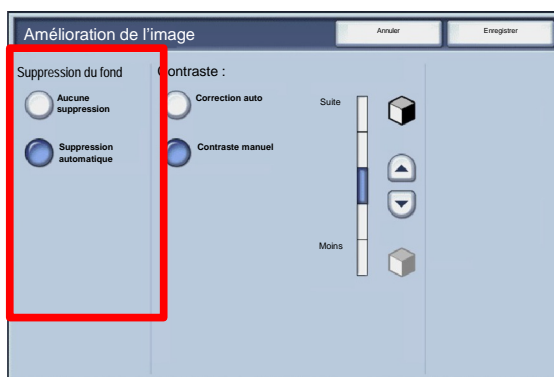 Amélioration de l'image
Annuler
Enregistrer
Suppression du fond
Aucune
suppression
Suppression
automatique
Contraste :
Correction auto
Contraste manuel
Suite
Moins